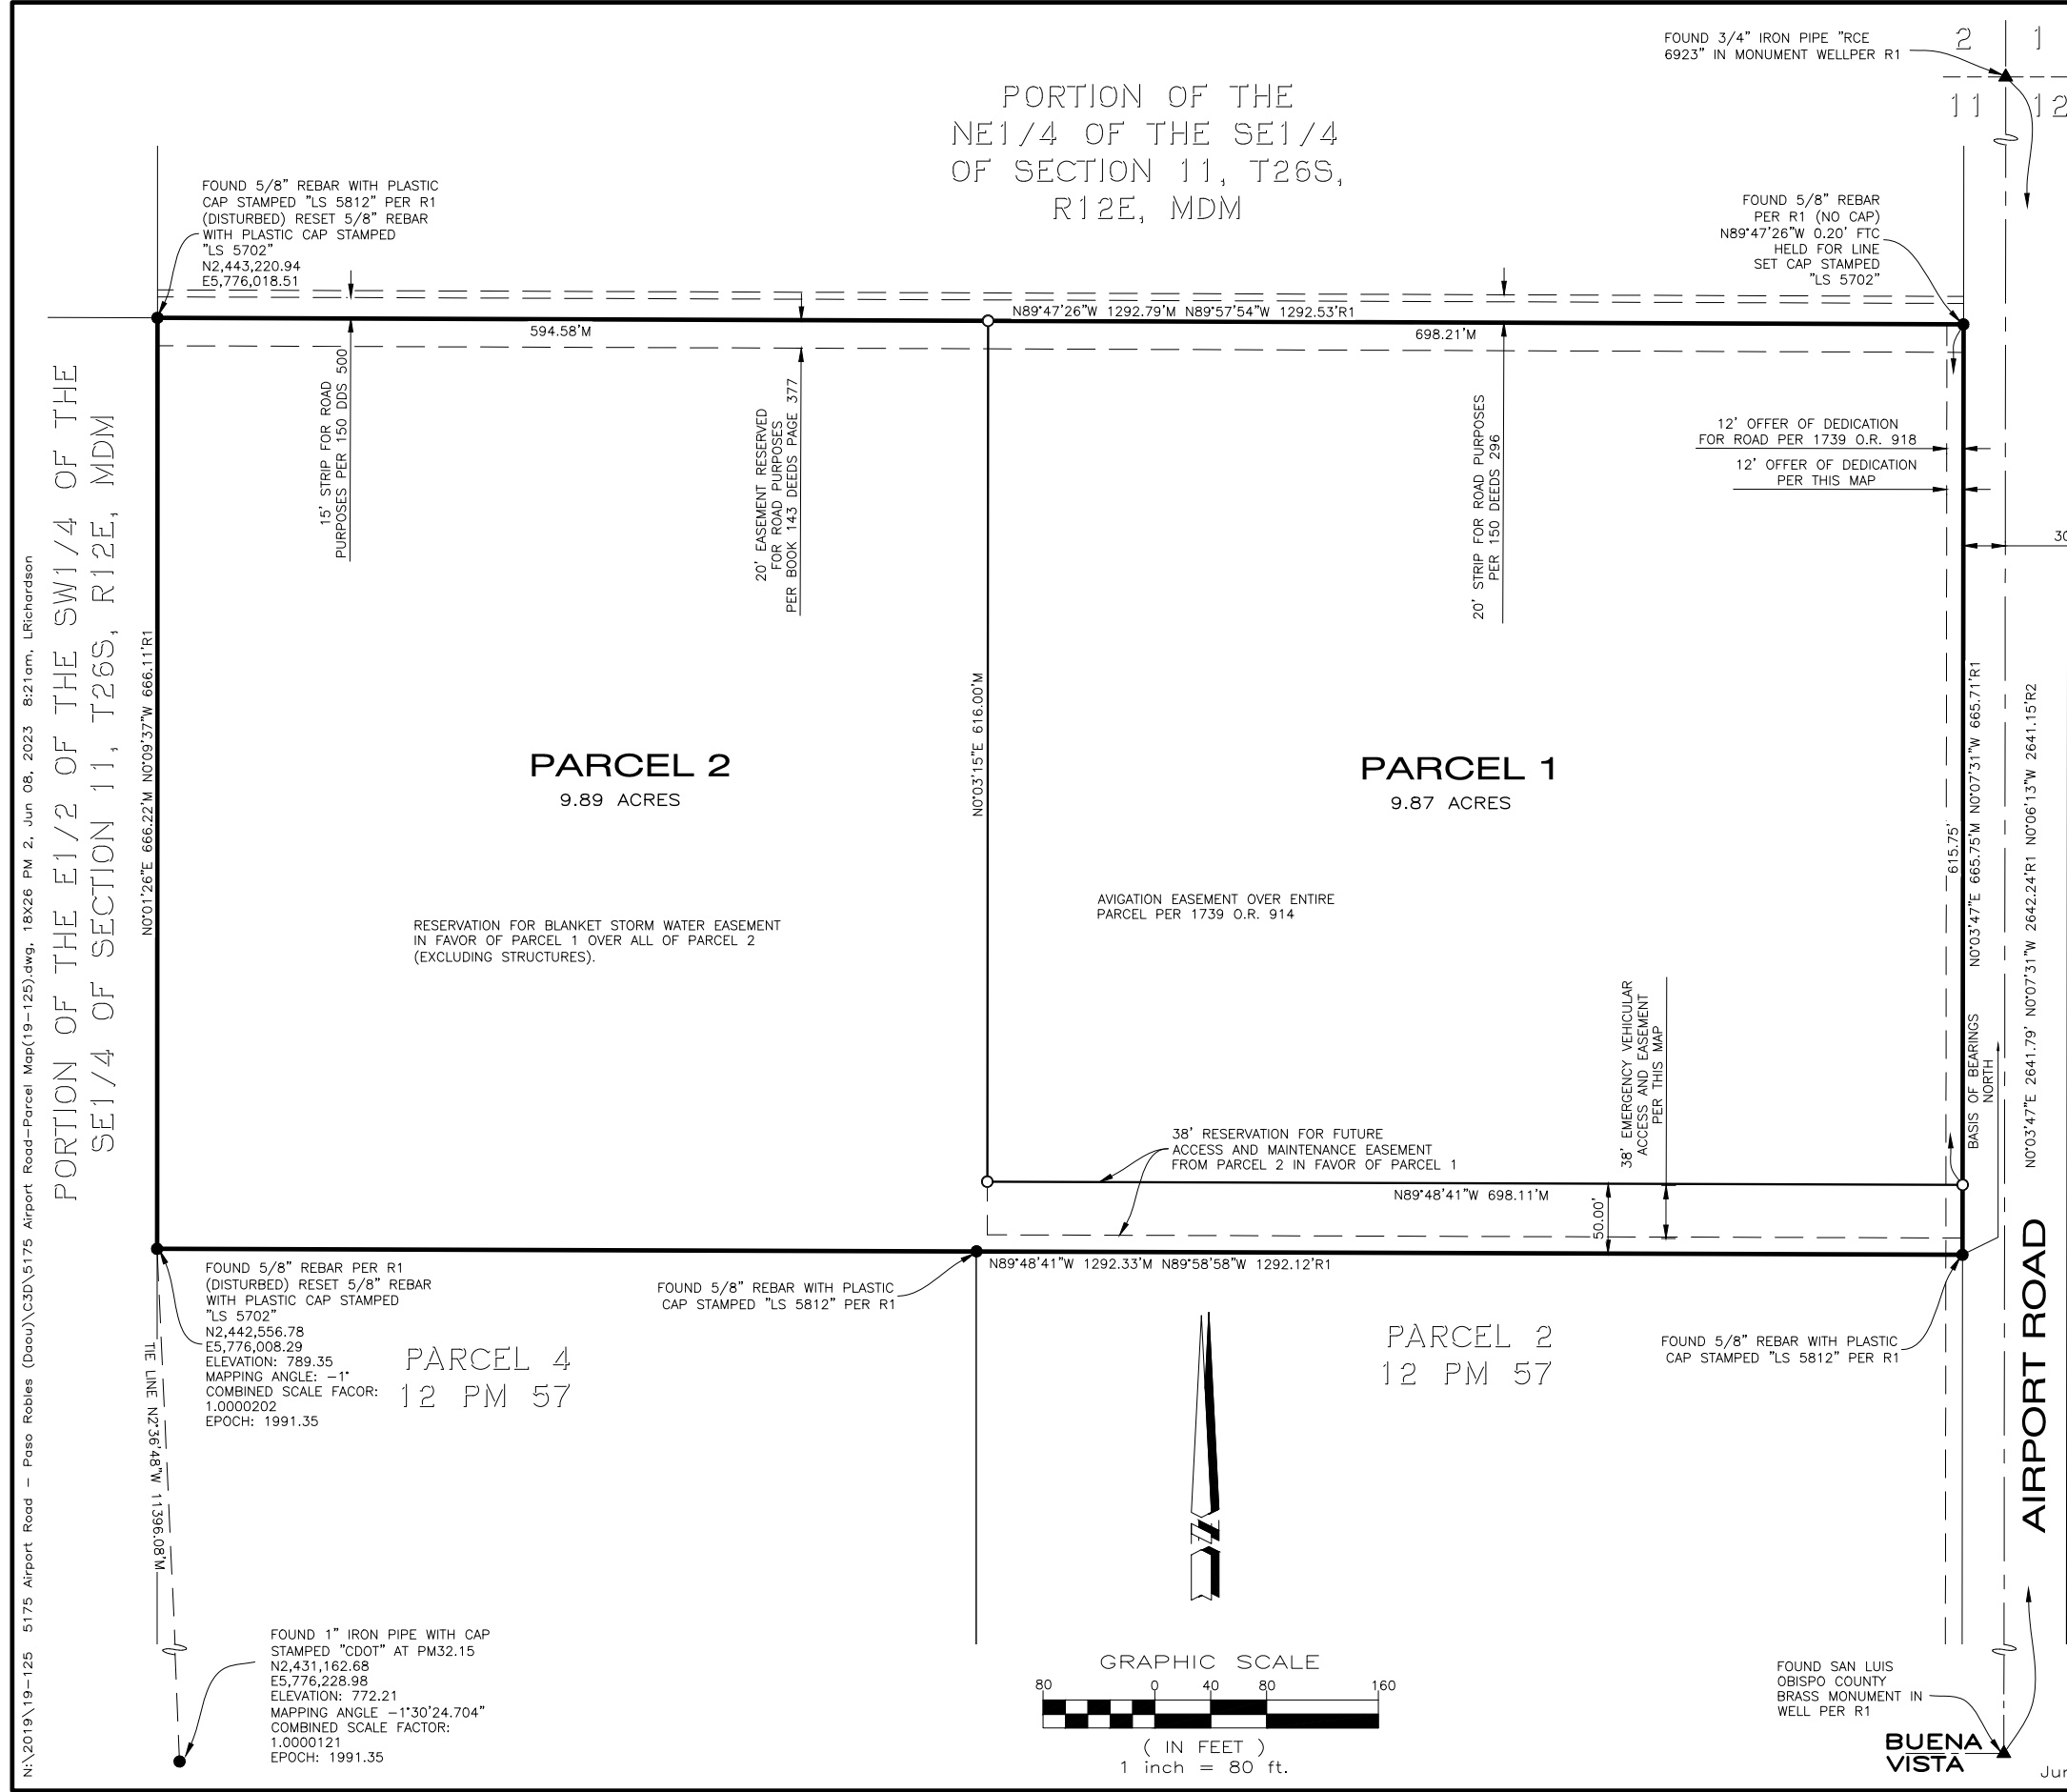 FOUND 3/4" IRON PIPE "RCE
6923" IN MONUMENT WELLPER R1
2
1
11
12
PORTION OF THE
NE1/4 OF THE SE1/4
OF SECTION 11, T26S,
R12E, MDM
FOUND 5/8" REBAR WITH PLASTIC
CAP STAMPED "LS 5812" PER R1
(DISTURBED) RESET 5/8" REBAR
WITH PLASTIC CAP STAMPED
"LS 5702"
N2,443,220.94
E5,776,018.51
FOUND 5/8" REBAR
PER R1 (NO CAP)
N89°47'26"W 0.20' FTC
HELD FOR LINE
SET CAP STAMPED
"LS 5702"
N89°47'26"W 1292.79'M N89°57'54"W 1292.53'R1
594.58'M
698.21'M
15' STRIP FOR ROAD
PURPOSES PER 150 DDS 500
20' EASEMENT RESERVED
FOR ROAD PURPOSES
PER BOOK 143 DEEDS PAGE 377
20' STRIP FOR ROAD PURPOSES
PER 150 DEEDS 296
12' OFFER OF DEDICATION
FOR ROAD PER 1739 O.R. 918
12' OFFER OF DEDICATION
PER THIS MAP
30
PORTION OF THE E1/2 OF THE SW1/4 OF THE
SE1/4 OF SECTION 11, T26S, R12E, MDM
N0°01'26"E 666.22'M N0°09'37"W 666.11'R1
N0°03'15"E 616.00'M
PARCEL 2
9.89 ACRES
PARCEL 1
9.87 ACRES
RESERVATION FOR BLANKET STORM WATER EASEMENT
IN FAVOR OF PARCEL 1 OVER ALL OF PARCEL 2
(EXCLUDING STRUCTURES).
AVIGATION EASEMENT OVER ENTIRE
PARCEL PER 1739 O.R. 914
615.75'
N0°03'47"E 665.75'M N0°07'31"W 665.71'R1
N0°03'47"E 2641.79' N0°07'31"W 2642.24'R1 N0°06'13"W 2641.15'R2
BASIS OF BEARINGS
NORTH
38' EMERGENCY VEHICULAR
ACCESS AND EASEMENT
PER THIS MAP
38' RESERVATION FOR FUTURE
ACCESS AND MAINTENANCE EASEMENT
FROM PARCEL 2 IN FAVOR OF PARCEL 1
N89°48'41"W 698.11'M
50.00'
N89°48'41"W 1292.33'M N89°58'58"W 1292.12'R1
FOUND 5/8" REBAR PER R1
(DISTURBED) RESET 5/8" REBAR
WITH PLASTIC CAP STAMPED
"LS 5702"
N2,442,556.78
E5,776,008.29
ELEVATION: 789.35
MAPPING ANGLE: -1°
COMBINED SCALE FACOR:
1.0000202
EPOCH: 1991.35
FOUND 5/8" REBAR WITH PLASTIC
CAP STAMPED "LS 5812" PER R1
PARCEL 4
12 PM 57
PARCEL 2
12 PM 57
FOUND 5/8" REBAR WITH PLASTIC
CAP STAMPED "LS 5812" PER R1
AIRPORT ROAD
TIE LINE N2°36'48"W 11396.08'M
N
FOUND 1" IRON PIPE WITH CAP
STAMPED "CDOT" AT PM32.15
N2,431,162.68
E5,776,228.98
ELEVATION: 772.21
MAPPING ANGLE -1°30'24.704"
COMBINED SCALE FACTOR:
1.0000121
EPOCH: 1991.35
GRAPHIC SCALE
80 0 40 80 160
( IN FEET )
1 inch = 80 ft.
FOUND SAN LUIS
OBISPO COUNTY
BRASS MONUMENT IN
WELL PER R1
BUENA
VISTA
Jun
N:\2019\19-125 5175 Airport Road - Paso Robles (Daou)\C3D\5175 Airport Road-Parcel Map(19-125).dwg, 18X26 PM 2, Jun 08, 2023 8:21am, LRichardson